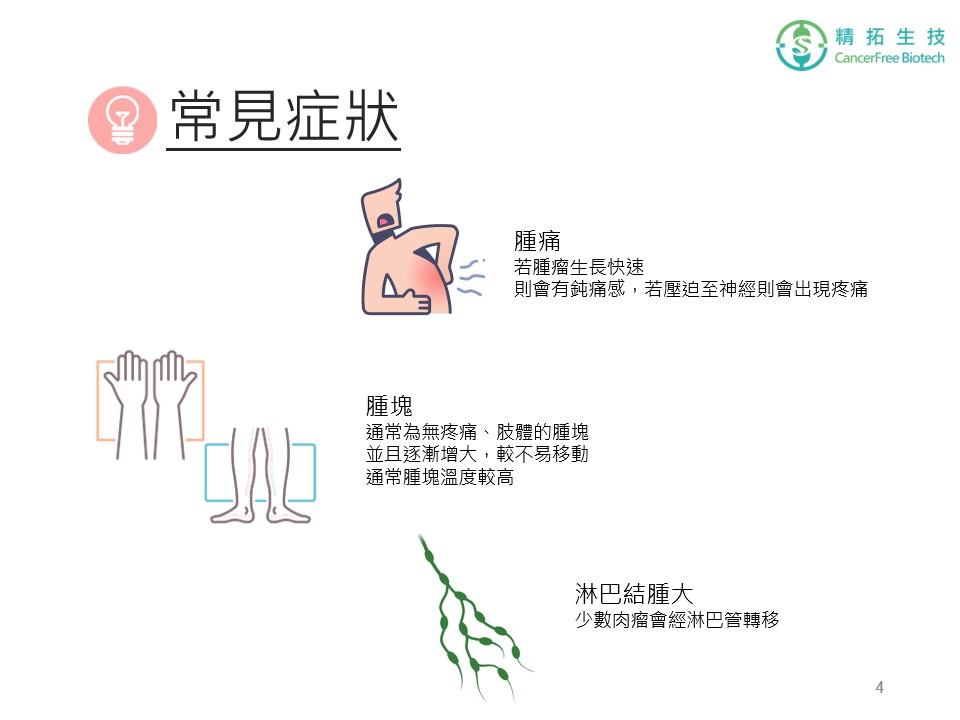 精拓生技
CancerFree Biotech
常見症狀
腫痛
若腫瘤生長快速
則會有鈍痛感，若壓迫至神經則會出現疼痛
腫塊
通常為無疼痛、肢體的腫塊
並且逐漸增大，較不易移動
通常腫塊溫度較高
淋巴結腫大
少數肉瘤會經淋巴管轉移
4